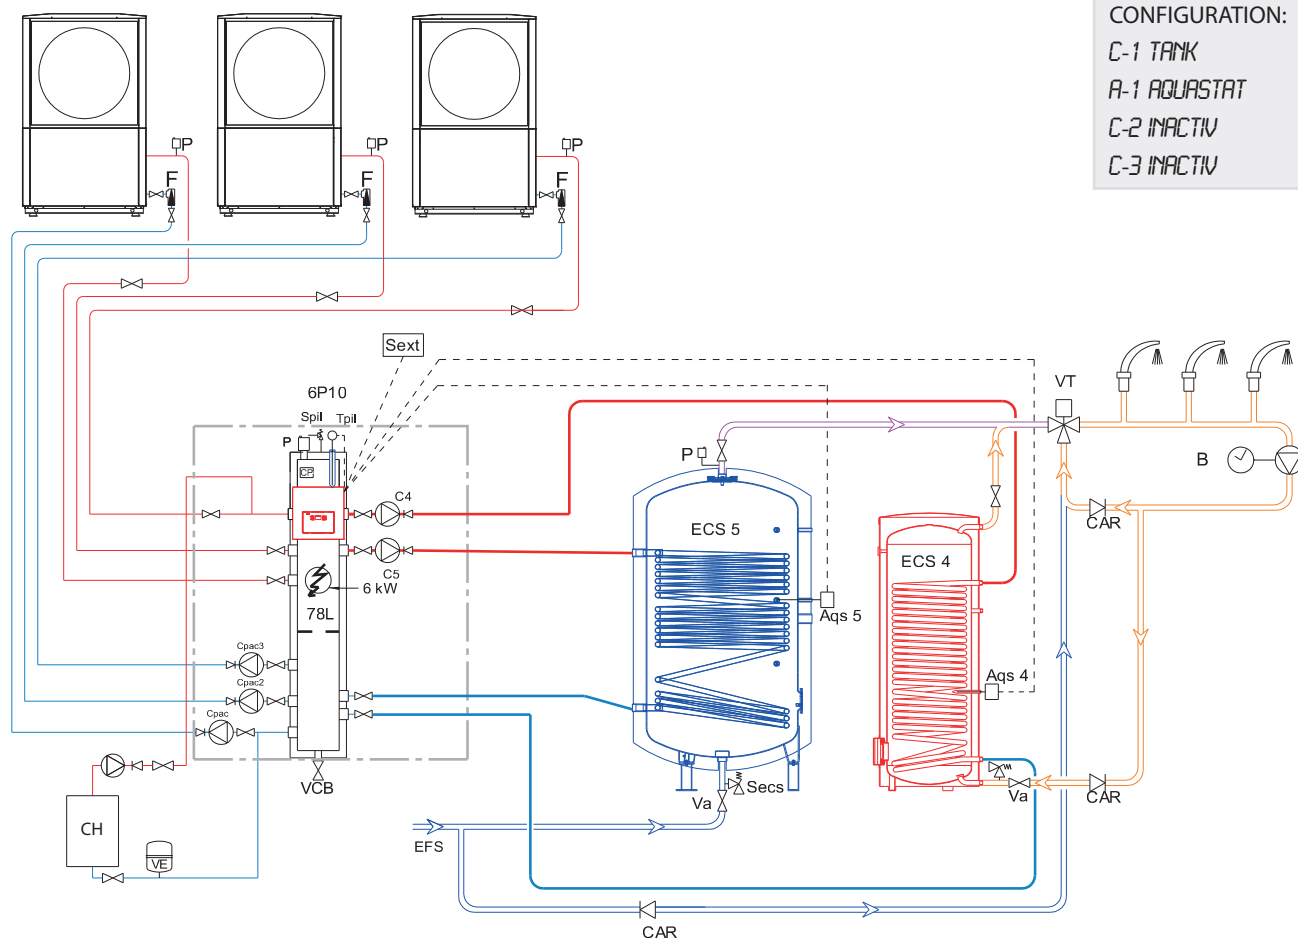 CONFIGURATION:
C-1 TANK
A-1 AQUASTAT
C-2 INACTIV
C-3 INACTIV
P
P
P
F
F
F
Sext
6P10
Spil
Tpil
P
CP
C4
C5
6 kW
78L
Cpac3
Cpac2
Cpac
VCB
CH
VE
P
ECS 5
Aqs 5
ECS 4
Aqs 4
VT
B
CAR
Va
Secs
Va
CAR
EFS
CAR